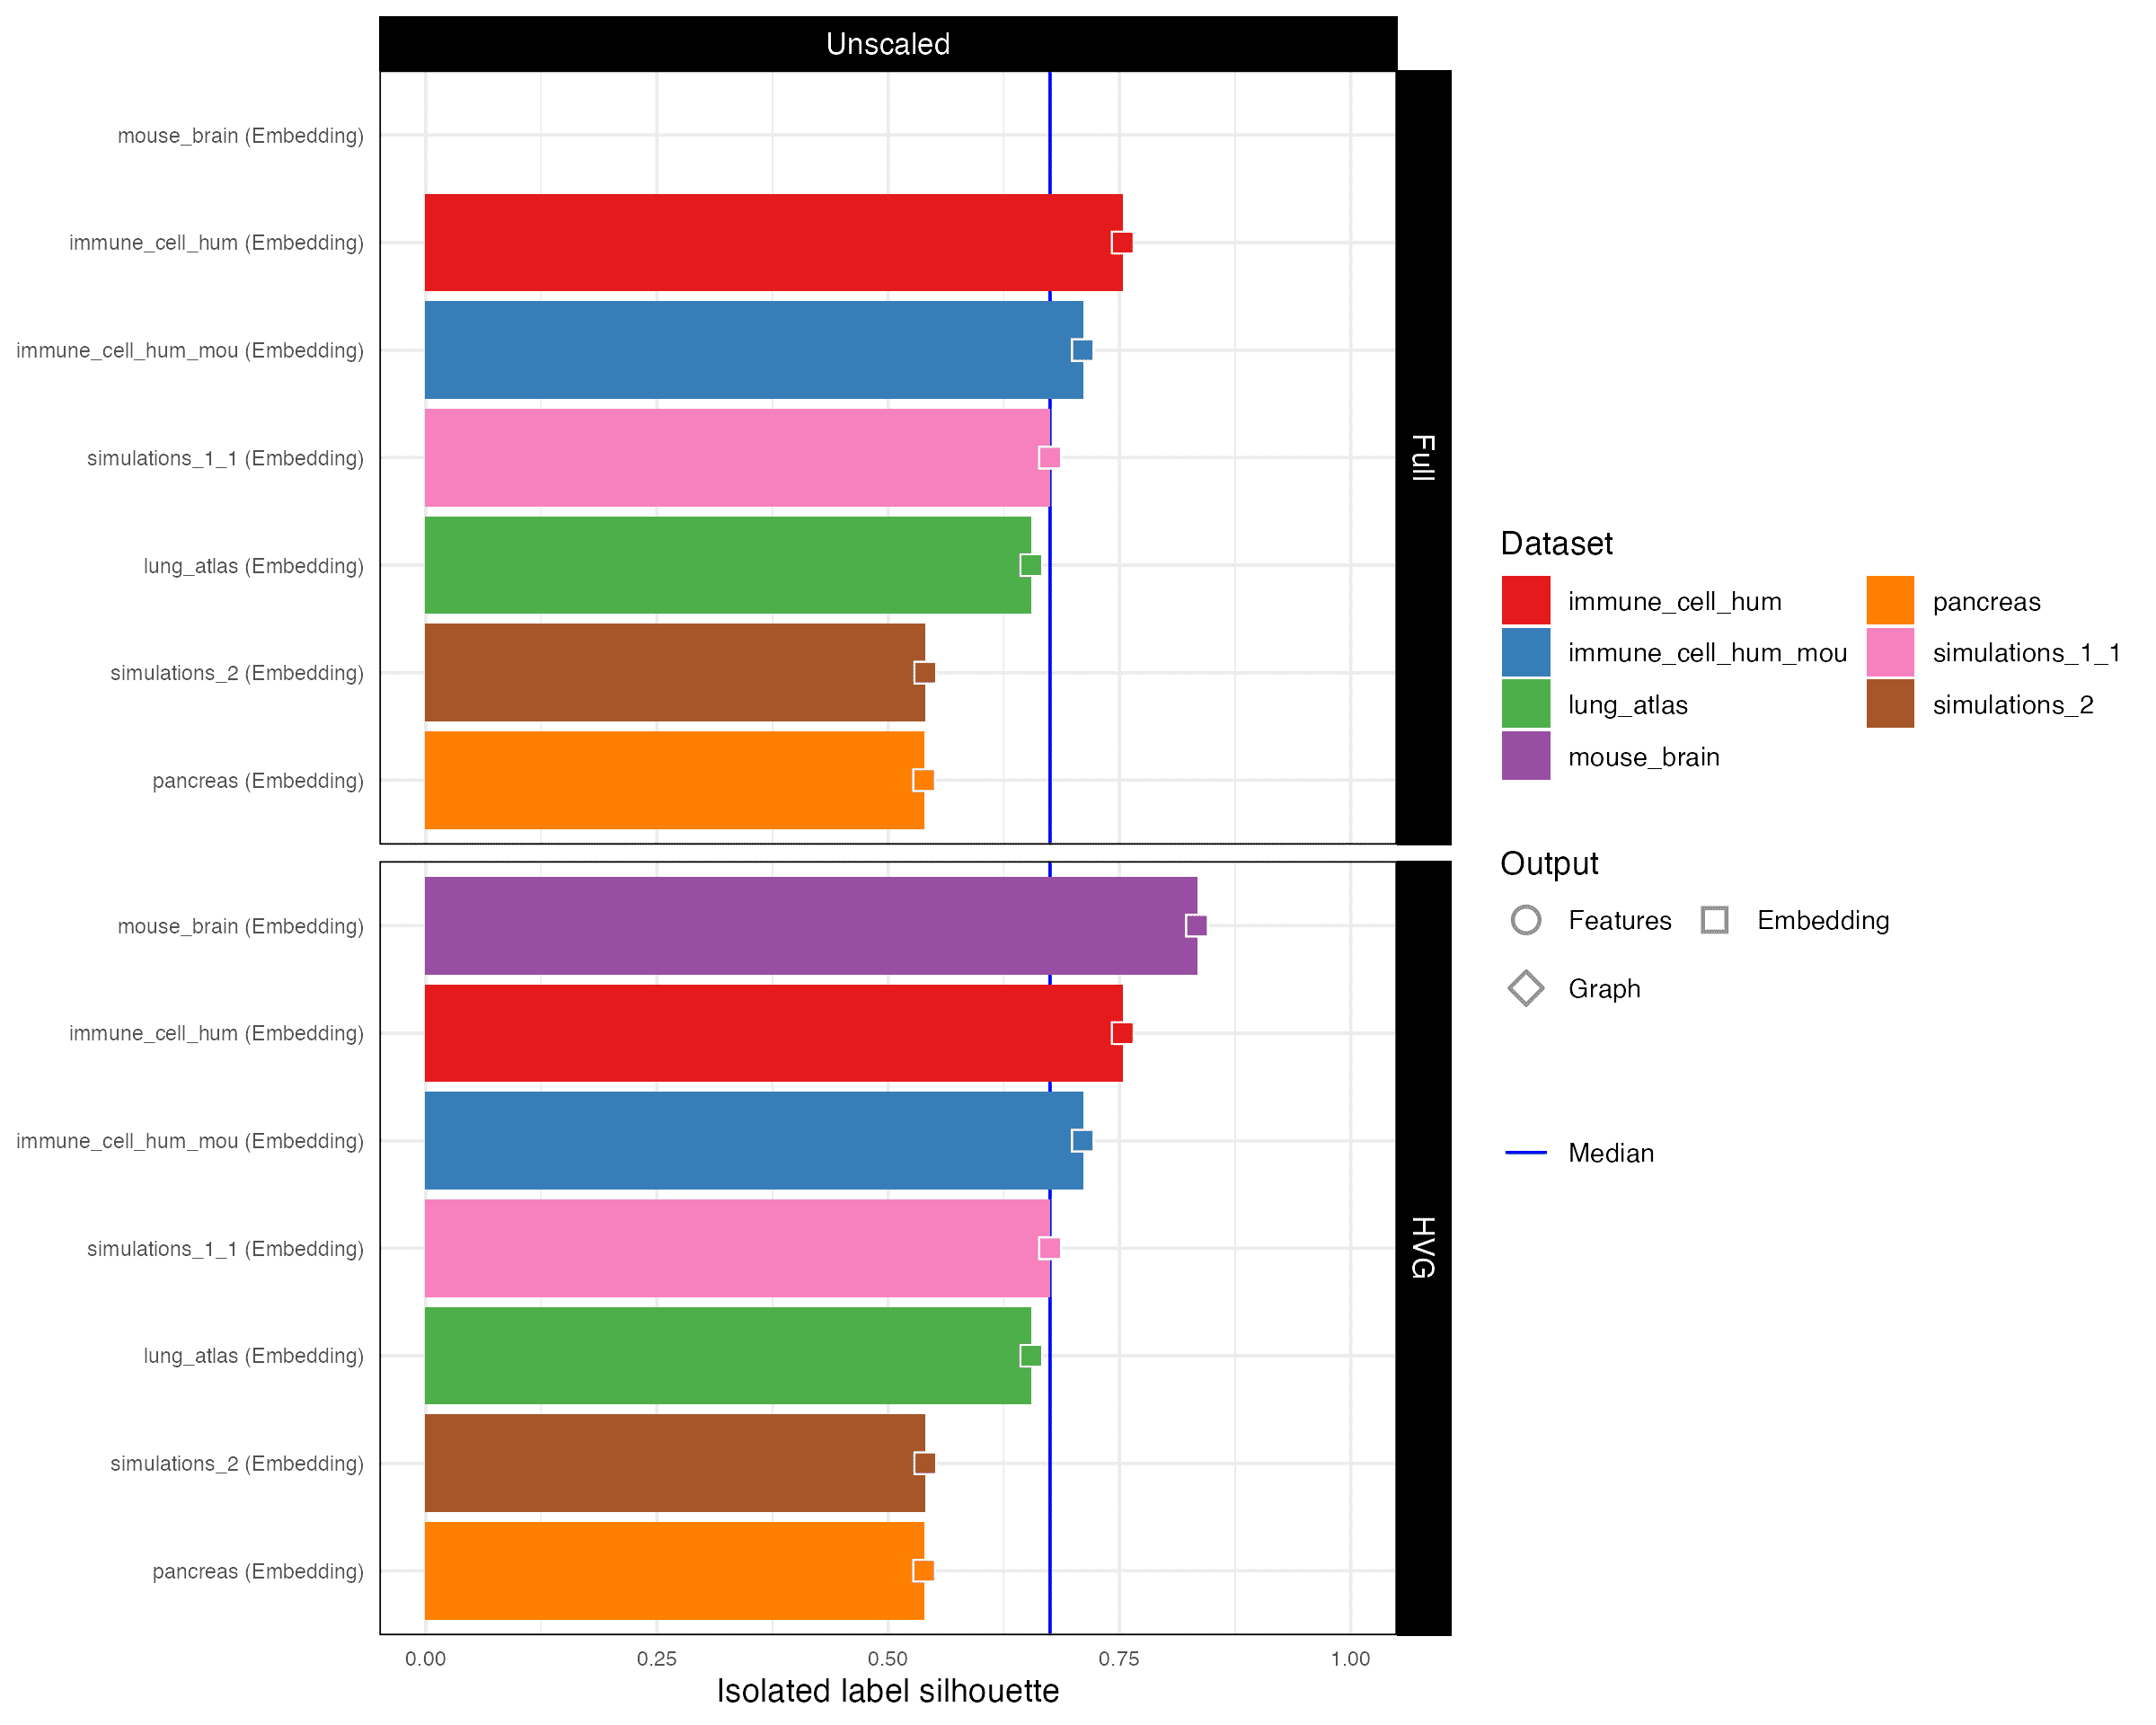 Unscaled
mouse_brain (Embedding)
immune_cell_hum (Embedding)
immune_cell_hum_mou (Embedding)
simulations_1_1 (Embedding)
lung_atlas (Embedding)
simulations_2 (Embedding)
pancreas (Embedding)
Full
mouse_brain (Embedding)
immune_cell_hum (Embedding)
immune_cell_hum_mou (Embedding)
simulations_1_1 (Embedding)
lung_atlas (Embedding)
simulations_2 (Embedding)
pancreas (Embedding)
HVG
0.00 0.25 0.50 0.75 1.00
Isolated label silhouette
Dataset
immune_cell_hum pancreas
immune_cell_hum_mou simulations_1_1
lung_atlas simulations_2
mouse_brain
Output
Features Embedding
Graph
Median